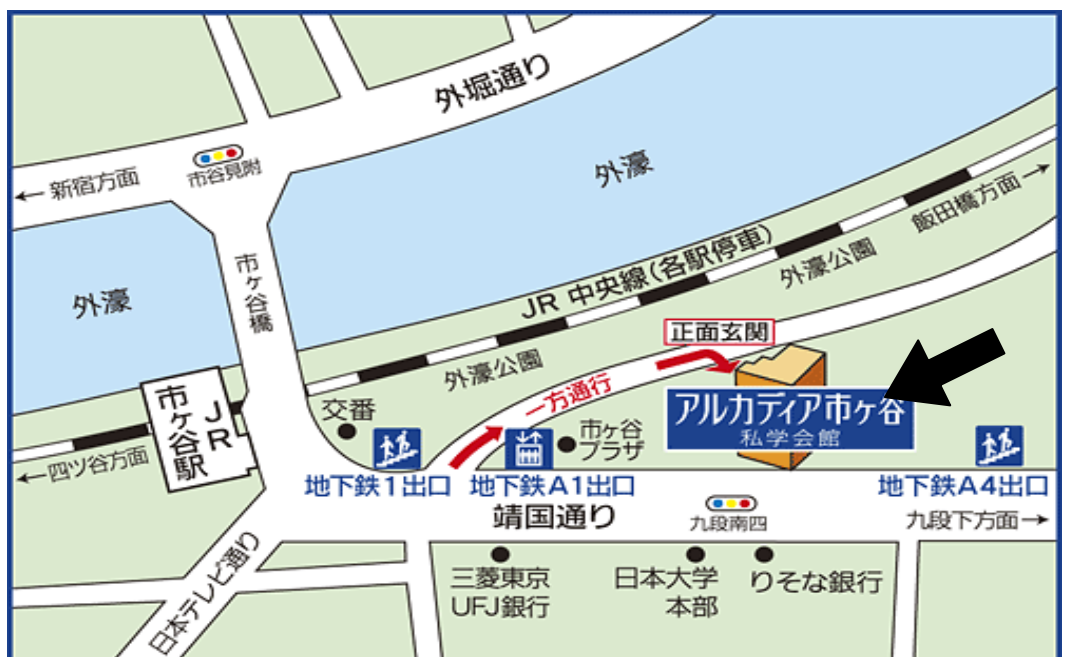 外堀通り
← 新宿方面
市谷見附
外濠
飯田橋方面 →
市ヶ谷橋
外濠
JR 中央線(各駅停車)
外濠公園
正面玄関
外濠公園
一方通行
JR
市ヶ谷駅
交番
市ヶ谷
プラザ
アルカディア市ヶ谷
私学会館
← 四ツ谷方面
地下鉄1出口
地下鉄A1出口
地下鉄A4出口
靖国通り
九段南四
九段下方面 →
日本テレビ通り
三菱東京
UFJ銀行
日本大学
本部
りそな銀行